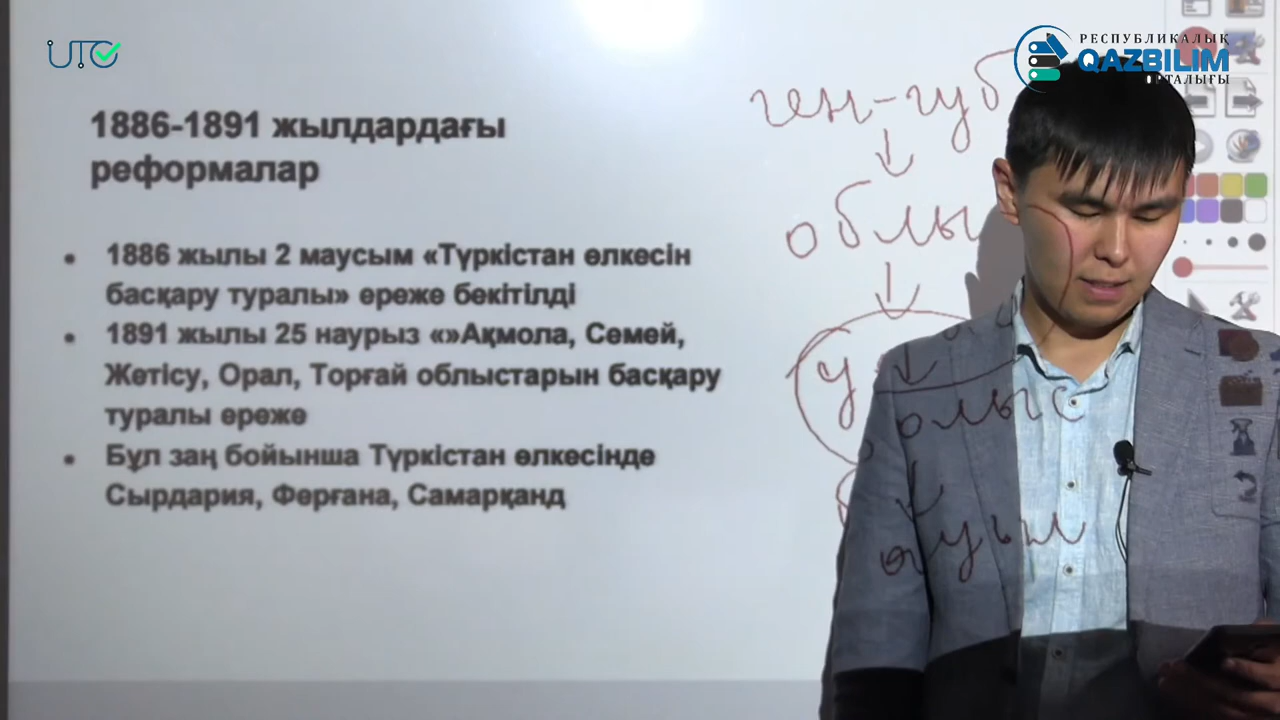 UTC
РЕСПУБЛИКАЛЫҚ
QAZBILIM
ОРТАЛЫҒЫ
1886-1891 жылдардағы
реформалар
• 1886 жылы 2 маусым «Түркістан өлкесін
басқару туралы» ереже бекітілді
• 1891 жылы 25 наурыз «»Ақмола, Семей,
Жетісу, Орал, Торғай облыстарын басқару
туралы ереже
• Бұл заң бойынша Түркістан өлкесінде
Сырдария, Ферғана, Самарқанд
ген-губ
облы
олыс
ауыл